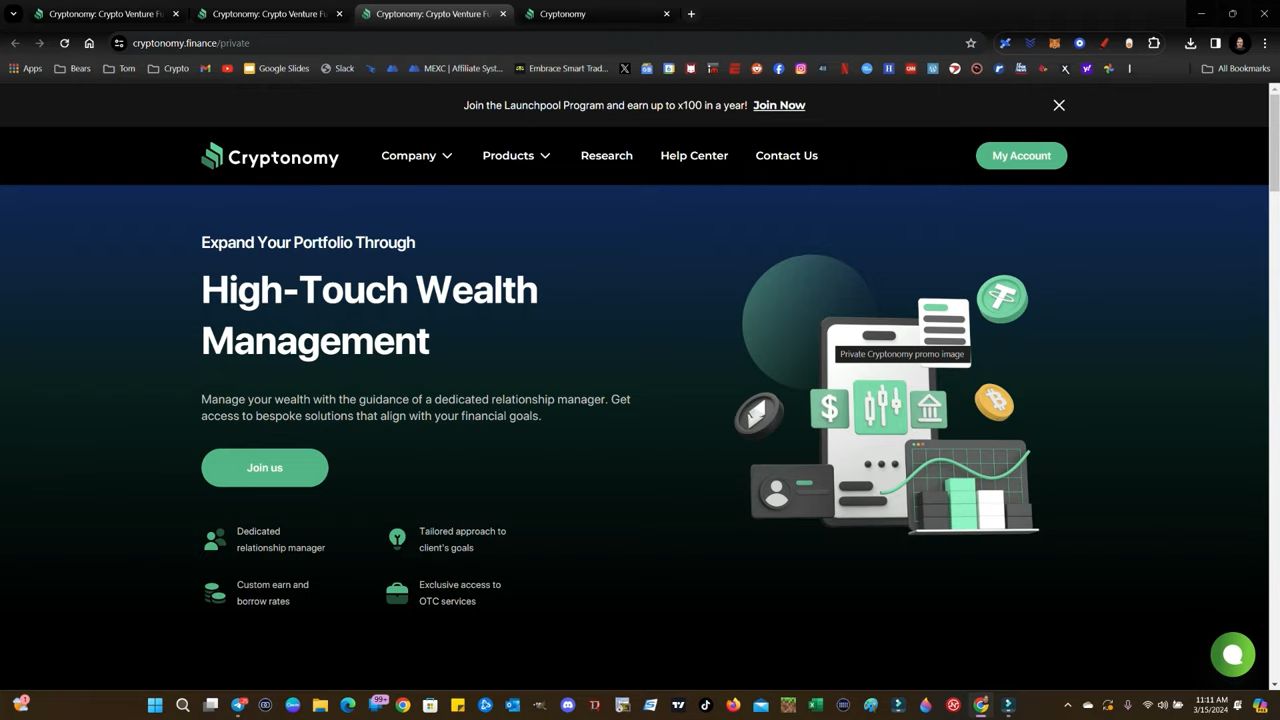 Cryptonomy: Crypto Venture Fu
Cryptonomy: Crypto Venture Fu
Cryptonomy: Crypto Venture Fu
Cryptonomy
cryptonomy.finance/private
Apps
Bears
Tom
Crypto
Google Slides
Slack
MEXC | Affiliate Syst...
Embrace Smart Trad...
All Bookmarks
Join the Launchpool Program and earn up to x100 in a year! Join Now
Cryptonomy
Company
Products
Research
Help Center
Contact Us
My Account
Expand Your Portfolio Through
High-Touch Wealth
Management
Manage your wealth with the guidance of a dedicated relationship manager. Get
access to bespoke solutions that align with your financial goals.
Join us
Dedicated
relationship manager
Tailored approach to
client's goals
Custom earn and
borrow rates
Exclusive access to
OTC services
Private Cryptonomy promo image
99+
11:11 AM
3/15/2024